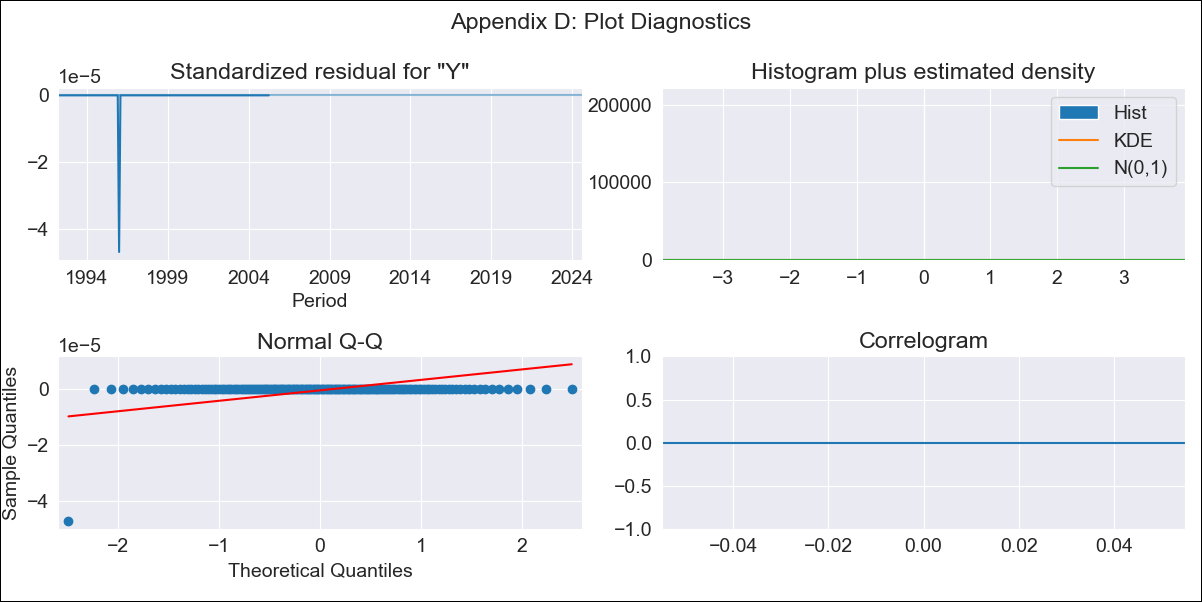 Appendix D: Plot Diagnostics
Standardized residual for "Y"
1e−5
0
−2
−4
1994 1999 2004 2009 2014 2019 2024
Period
Histogram plus estimated density
200000
100000
0
−3 −2 −1 0 1 2 3
Hist
KDE
N(0,1)
Normal Q-Q
1e−5
Sample Quantiles
0
−2
−4
−2 −1 0 1 2
Theoretical Quantiles
Correlogram
1.0
0.5
0.0
−0.5
−1.0
−0.04 −0.02 0.00 0.02 0.04